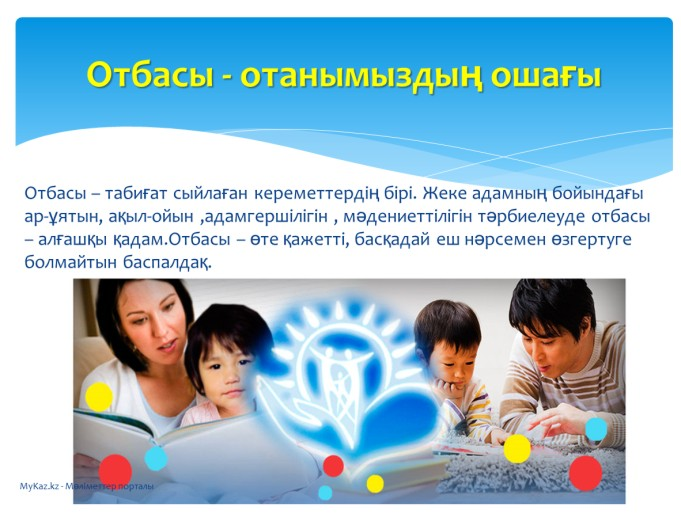 Отбасы - отанымыздың ошағы
Отбасы – табиғат сыйлаған кереметтердің бірі. Жеке адамның бойындағы
ар-ұятын, ақыл-ойын ,адамгершілігін , мәдениеттілігін тәрбиелеуде отбасы
– алғашқы қадам.Отбасы – өте қажетті, басқадай еш нәрсемен өзгертуге
болмайтын баспалдақ.
MyKaz.kz - Мәліметтер порталы